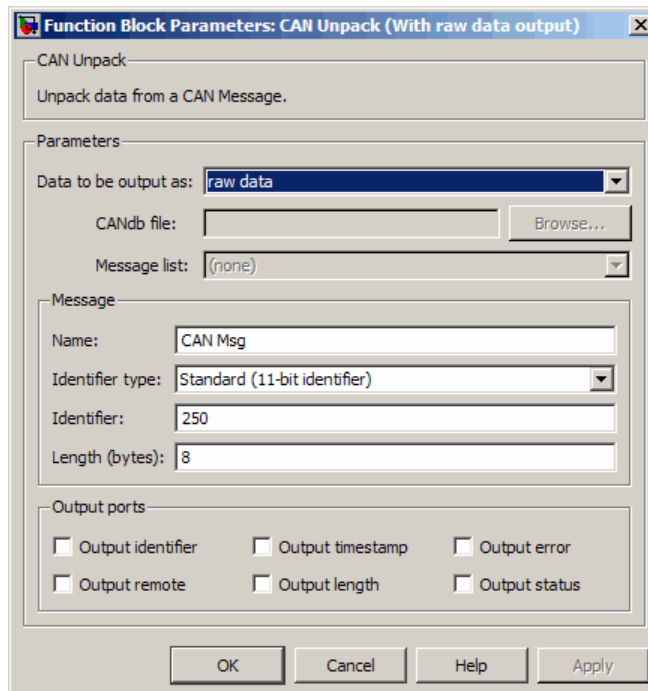 Function Block Parameters: CAN Unpack (With raw data output)
CAN Unpack
Unpack data from a CAN Message.
Parameters
Data to be output as: raw data
CANdb file: Browse...
Message list: (none)
Message
Name: CAN Msg
Identifier type: Standard (11-bit identifier)
Identifier: 250
Length (bytes): 8
Output ports
Output identifier Output timestamp Output error
Output remote Output length Output status
OK Cancel Help Apply